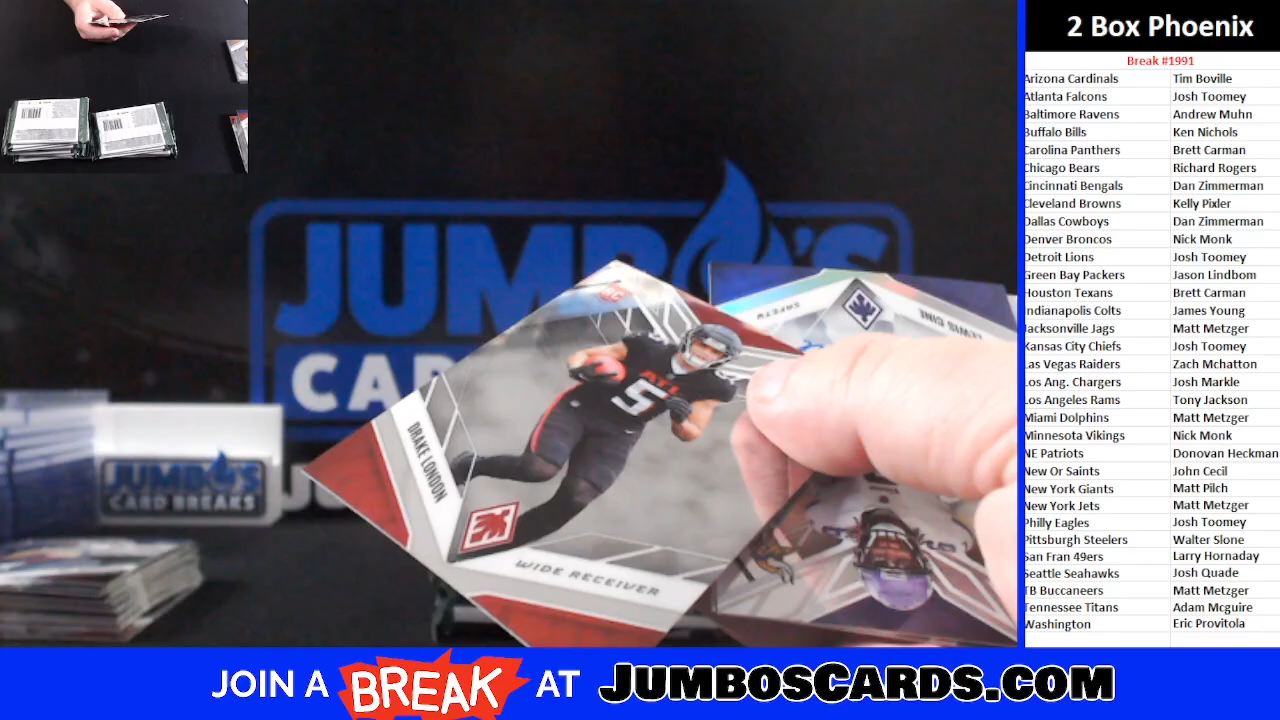 2 Box Phoenix
Break #1991
Arizona Cardinals Tim Boville
Atlanta Falcons Josh Toomey
Baltimore Ravens Andrew Muhn
Buffalo Bills Ken Nichols
Carolina Panthers Brett Carman
Chicago Bears Richard Rogers
Cincinnati Bengals Dan Zimmerman
Cleveland Browns Kelly Pixler
Dallas Cowboys Dan Zimmerman
Denver Broncos Nick Monk
Detroit Lions Josh Toomey
Green Bay Packers Jason Lindbom
Houston Texans Brett Carman
Indianapolis Colts James Young
Jacksonville Jags Matt Metzger
Kansas City Chiefs Josh Toomey
Las Vegas Raiders Zach Mchatton
Los Ang. Chargers Josh Markle
Los Angeles Rams Tony Jackson
Miami Dolphins Matt Metzger
Minnesota Vikings Nick Monk
NE Patriots Donovan Heckman
New Or Saints John Cecil
New York Giants Matt Pilch
New York Jets Matt Metzger
Philly Eagles Josh Toomey
Pittsburgh Steelers Walter Slone
San Fran 49ers Larry Hornaday
Seattle Seahawks Josh Quade
TB Buccaneers Matt Metzger
Tennessee Titans Adam Mcguire
Washington Eric Provitola
JUMBO'S
CA
SAFETY
LEWIS CINE
RC
ATL
5
DRAKE LONDON
WIDE RECEIVER
JUMBO'S
CARD BREAKS
JOIN A BREAK AT JUMBOSCARDS.COM